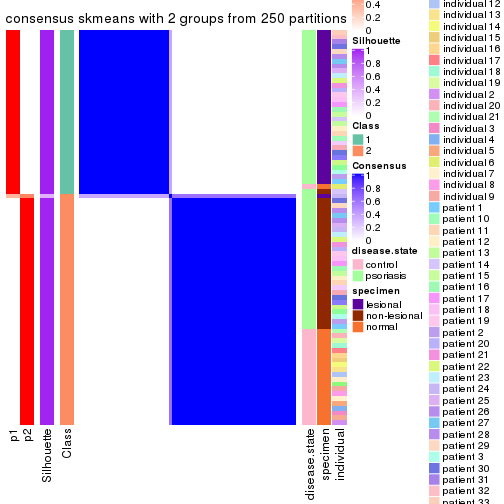 consensus skmeans with 2 groups from 250 partitions
0.4
0.2
0
Silhouette
1
0.8
0.6
0.4
0.2
0
Class
1
2
Consensus
1
0.8
0.6
0.4
0.2
0
disease.state
control
psoriasis
specimen
lesional
non-lesional
normal
individual 12
individual 13
individual 14
individual 15
individual 16
individual 17
individual 18
individual 19
individual 2
individual 20
individual 21
individual 3
individual 4
individual 5
individual 6
individual 7
individual 8
individual 9
patient 1
patient 10
patient 11
patient 12
patient 13
patient 14
patient 15
patient 16
patient 17
patient 18
patient 19
patient 2
patient 20
patient 21
patient 22
patient 23
patient 24
patient 25
patient 26
patient 27
patient 28
patient 29
patient 3
patient 30
patient 31
patient 32
patient 33
p1
p2
Silhouette
Class
disease.state
specimen
individual